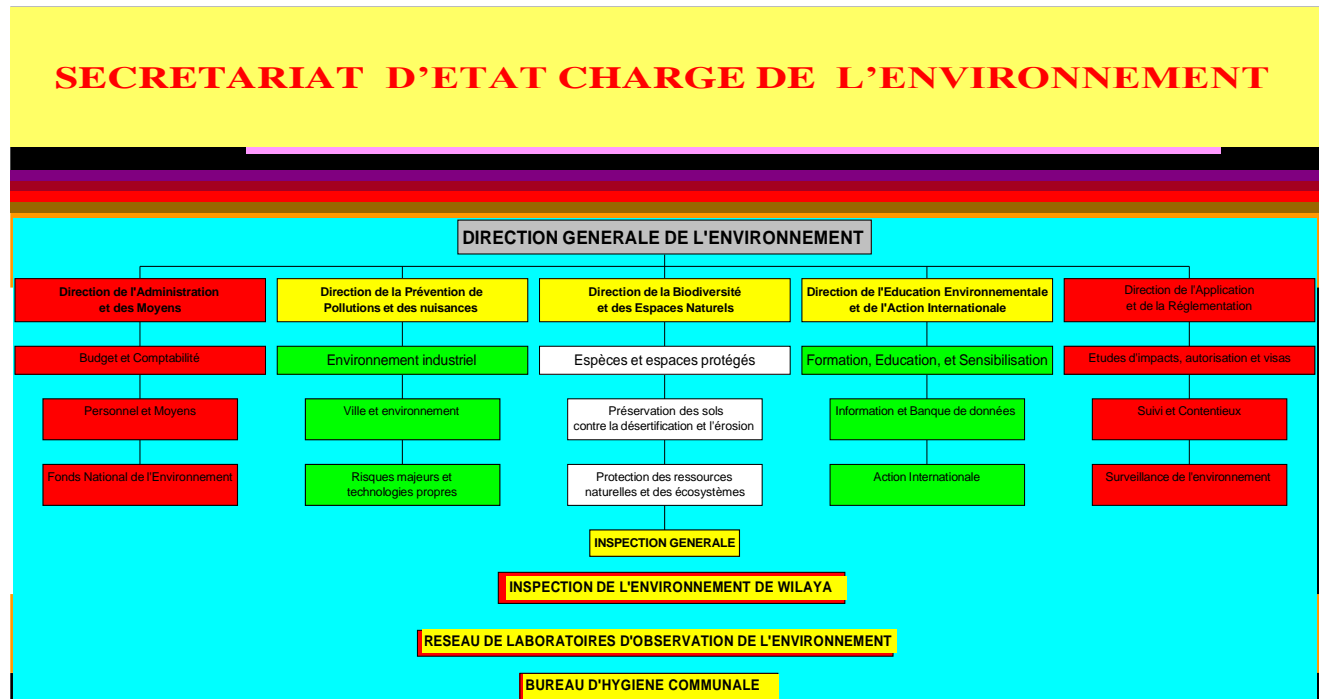 SECRETARIAT D’ETAT CHARGE DE L’ENVIRONNEMENT
DIRECTION GENERALE DE L'ENVIRONNEMENT
Direction de l'Administration
et des Moyens
Direction de la Prévention de
Pollutions et des nuisances
Direction de la Biodiversité
et des Espaces Naturels
Direction de l'Education Environnementale
et de l'Action Internationale
Direction de l'Application
et de la Réglementation
Budget et Comptabilité
Environnement industriel
Espèces et espaces protégés
Formation, Education, et Sensibilisation
Etudes d'impacts, autorisation et visas
Personnel et Moyens
Ville et environnement
Préservation des sols
contre la désertification et l'érosion
Information et Banque de données
Suivi et Contentieux
Fonds National de l'Environnement
Risques majeurs et
technologies propres
Protection des ressources
naturelles et des écosystèmes
Action Internationale
Surveillance de l'environnement
INSPECTION GENERALE
INSPECTION DE L'ENVIRONNEMENT DE WILAYA
RESEAU DE LABORATOIRES D'OBSERVATION DE L'ENVIRONNEMENT
BUREAU D'HYGIENE COMMUNALE